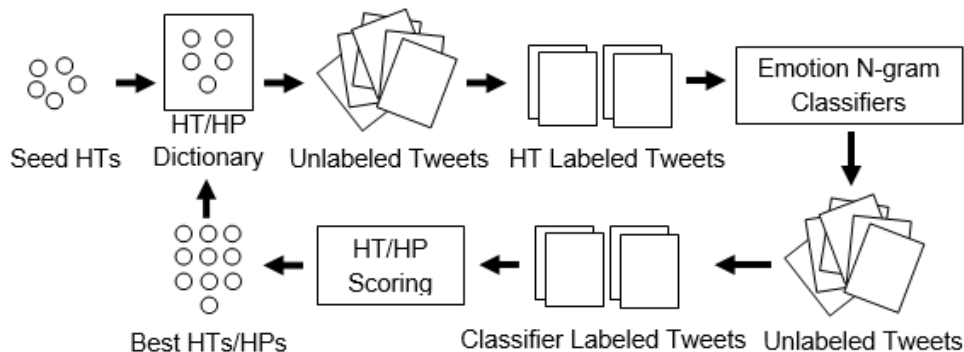 Seed HTs
HT/HP
Dictionary
Unlabeled Tweets
HT Labeled Tweets
Emotion N-gram
Classifiers
Unlabeled Tweets
Classifier Labeled Tweets
HT/HP
Scoring
Best HTs/HPs